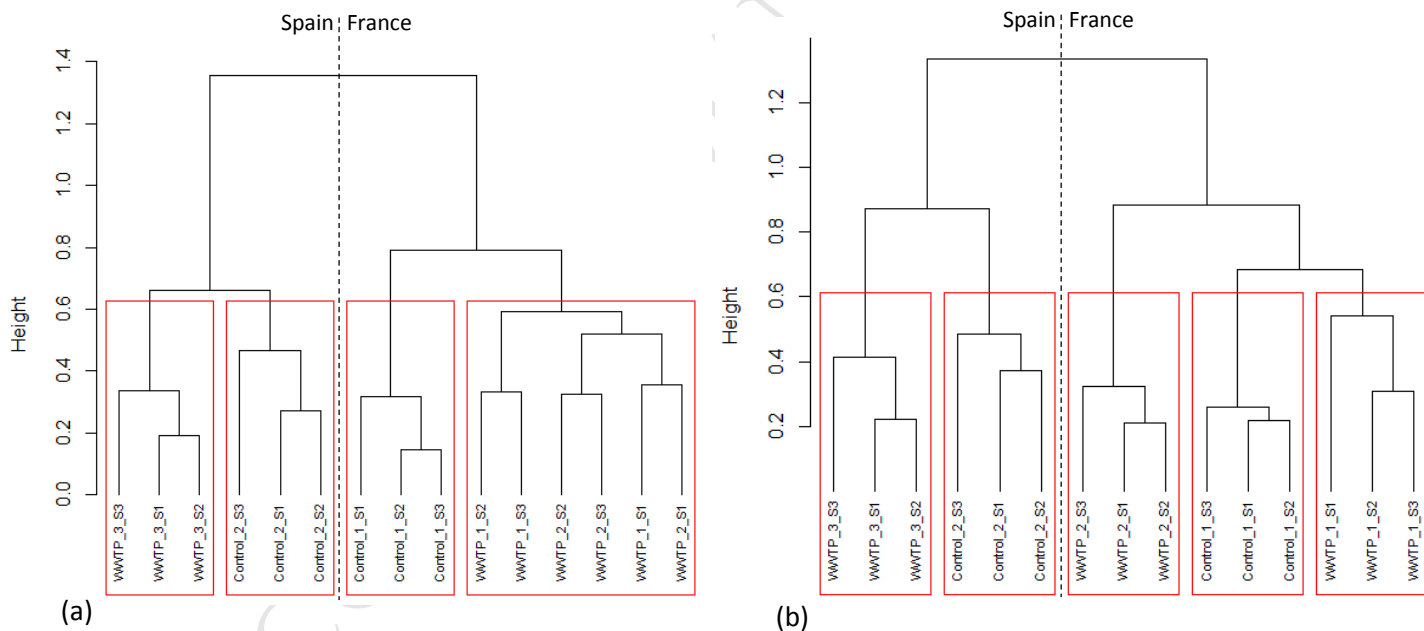 Spain France
Height
1.4
1.2
1.0
0.8
0.6
0.4
0.2
0.0
WWTP_3_S3
WWTP_3_S1
WWTP_3_S2
Control_2_S3
Control_2_S1
Control_2_S2
Control_1_S1
Control_1_S2
Control_1_S3
WWTP_1_S2
WWTP_1_S3
WWTP_2_S2
WWTP_2_S3
WWTP_1_S1
WWTP_2_S1
(a)
Spain France
Height
1.2
1.0
0.8
0.6
0.4
0.2
WWTP_3_S3
WWTP_3_S1
WWTP_3_S2
Control_2_S3
Control_2_S1
Control_2_S2
WWTP_2_S3
WWTP_2_S1
WWTP_2_S2
Control_1_S3
Control_1_S1
Control_1_S2
WWTP_1_S1
WWTP_1_S2
WWTP_1_S3
(b)